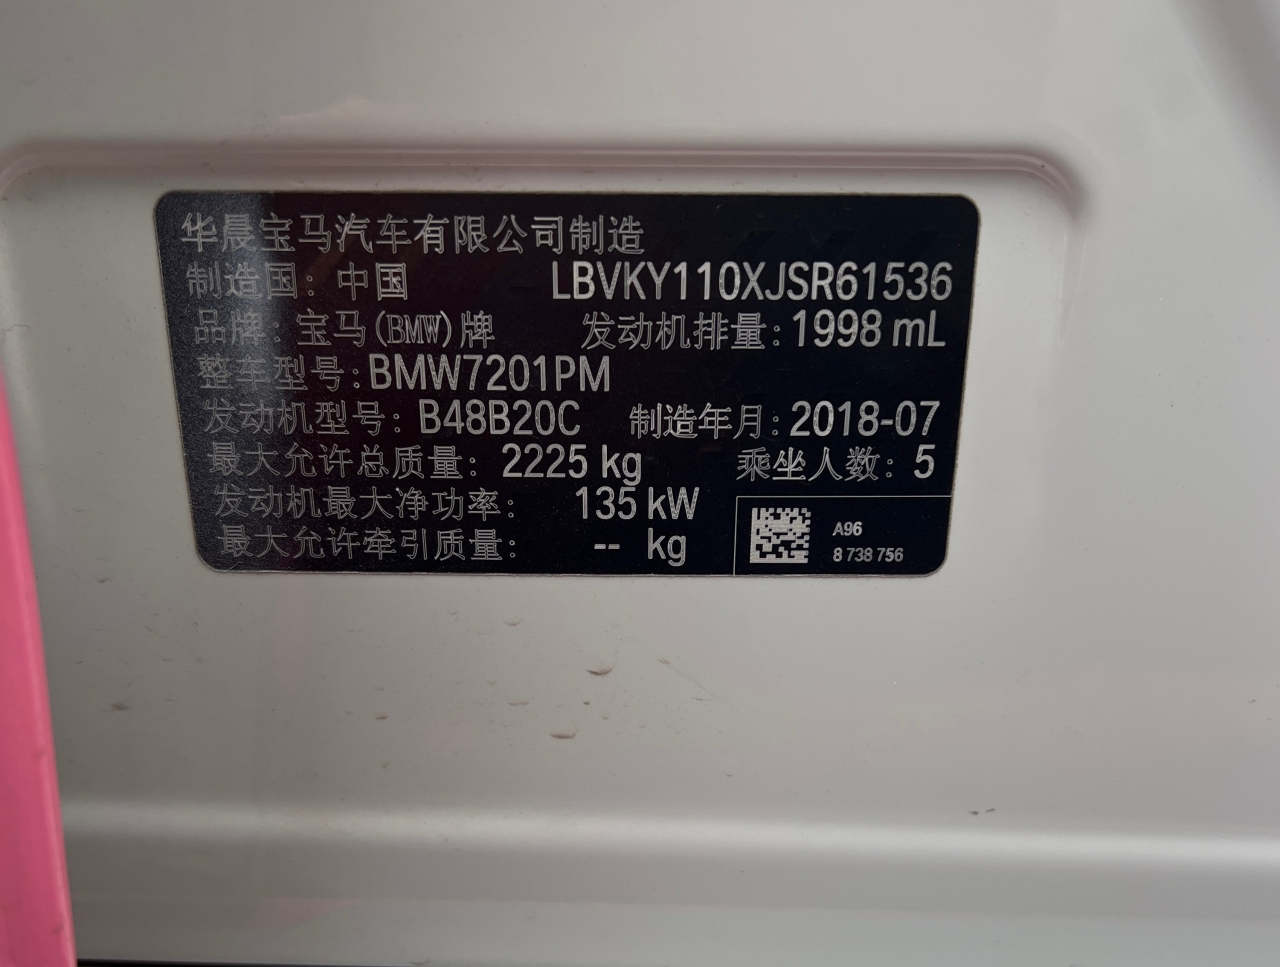 华晨宝马汽车有限公司制造
制造国：中国 LBVKY110XJSR61536
品牌：宝马(BMW)牌 发动机排量：1998 mL
整车型号：BMW7201PM
发动机型号：B48B20C 制造年月：2018-07
最大允许总质量：2225 kg 乘坐人数：5
发动机最大净功率：135 kW
最大允许牵引质量：-- kg
A96
8 738 756